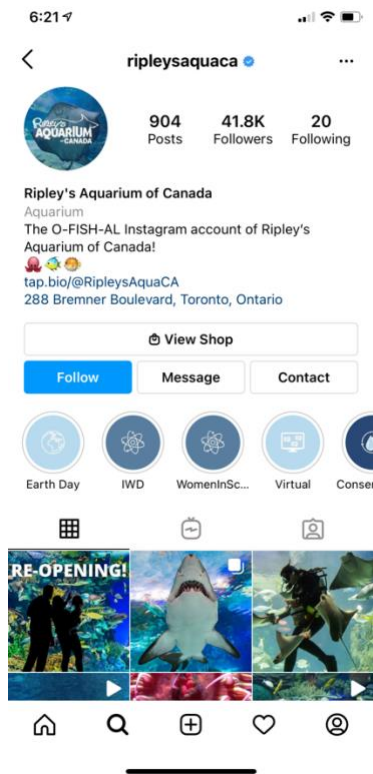 6:21
ripleysaquaca
Ripley's
AQUARIUM
OF CANADA
904 41.8K 20
Posts Followers Following
Ripley's Aquarium of Canada
Aquarium
The O-FISH-AL Instagram account of Ripley's
Aquarium of Canada!
tap.bio/@RipleysAquaCA
288 Bremner Boulevard, Toronto, Ontario
View Shop
Follow Message Contact
Earth Day IWD WomenInSc... Virtual Conser
RE-OPENING!